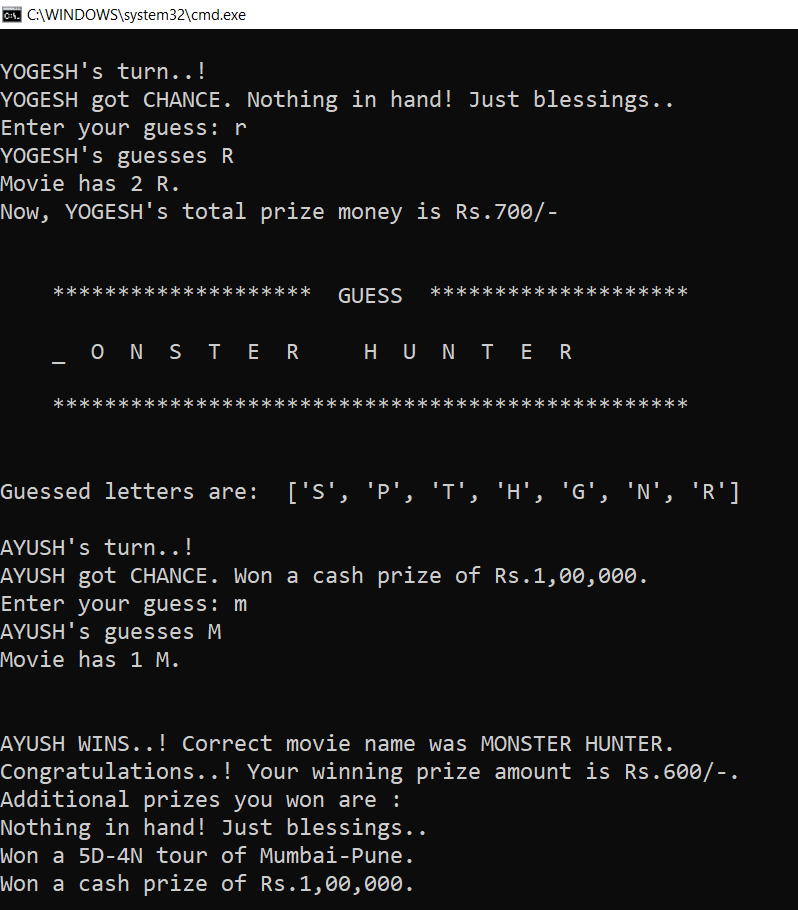 C:\WINDOWS\system32\cmd.exe
YOGESH's turn..!
YOGESH got CHANCE. Nothing in hand! Just blessings..
Enter your guess: r
YOGESH's guesses R
Movie has 2 R.
Now, YOGESH's total prize money is Rs.700/-
******************** GUESS ********************
_ O N S T E R   H U N T E R
*************************************************
Guessed letters are:  ['S', 'P', 'T', 'H', 'G', 'N', 'R']
AYUSH's turn..!
AYUSH got CHANCE. Won a cash prize of Rs.1,00,000.
Enter your guess: m
AYUSH's guesses M
Movie has 1 M.
AYUSH WINS..! Correct movie name was MONSTER HUNTER.
Congratulations..! Your winning prize amount is Rs.600/-.
Additional prizes you won are :
Nothing in hand! Just blessings..
Won a 5D-4N tour of Mumbai-Pune.
Won a cash prize of Rs.1,00,000.